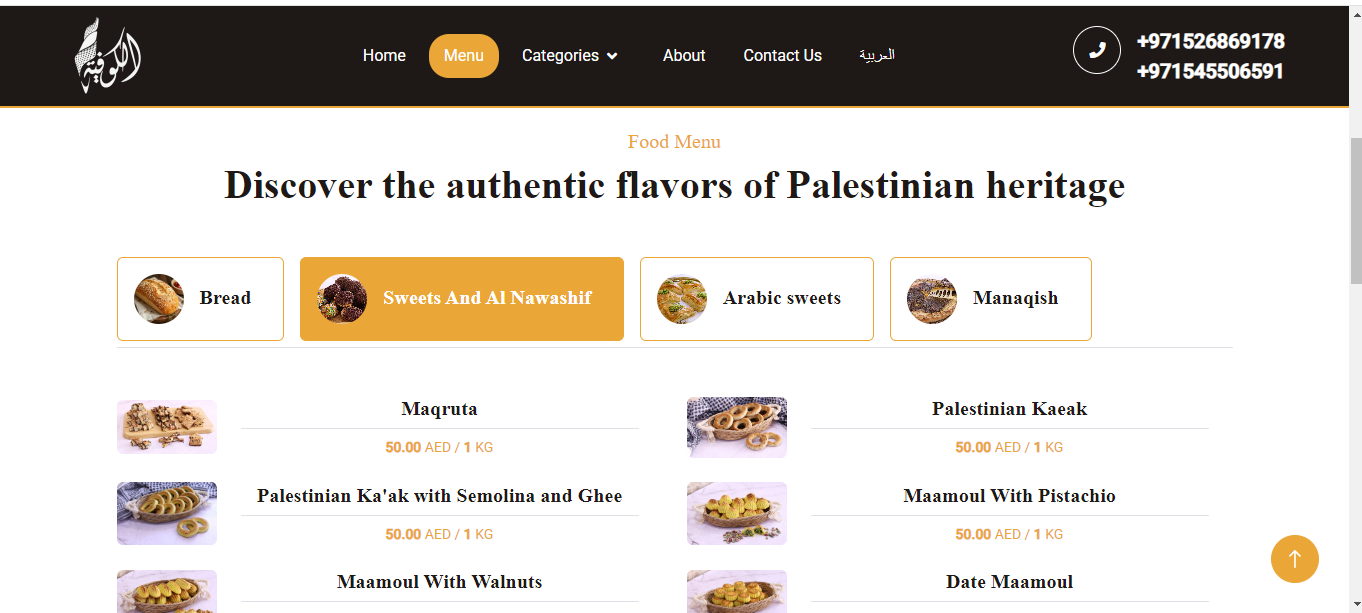 الكوفية
Home
Menu
Categories
About
Contact Us
العربية
+971526869178
+971545506591
Food Menu
Discover the authentic flavors of Palestinian heritage
Bread
Sweets And Al Nawashif
Arabic sweets
Manaqish
Maqruta
50.00 AED / 1 KG
Palestinian Kaeak
50.00 AED / 1 KG
Palestinian Ka'ak with Semolina and Ghee
50.00 AED / 1 KG
Maamoul With Pistachio
50.00 AED / 1 KG
Maamoul With Walnuts
Date Maamoul